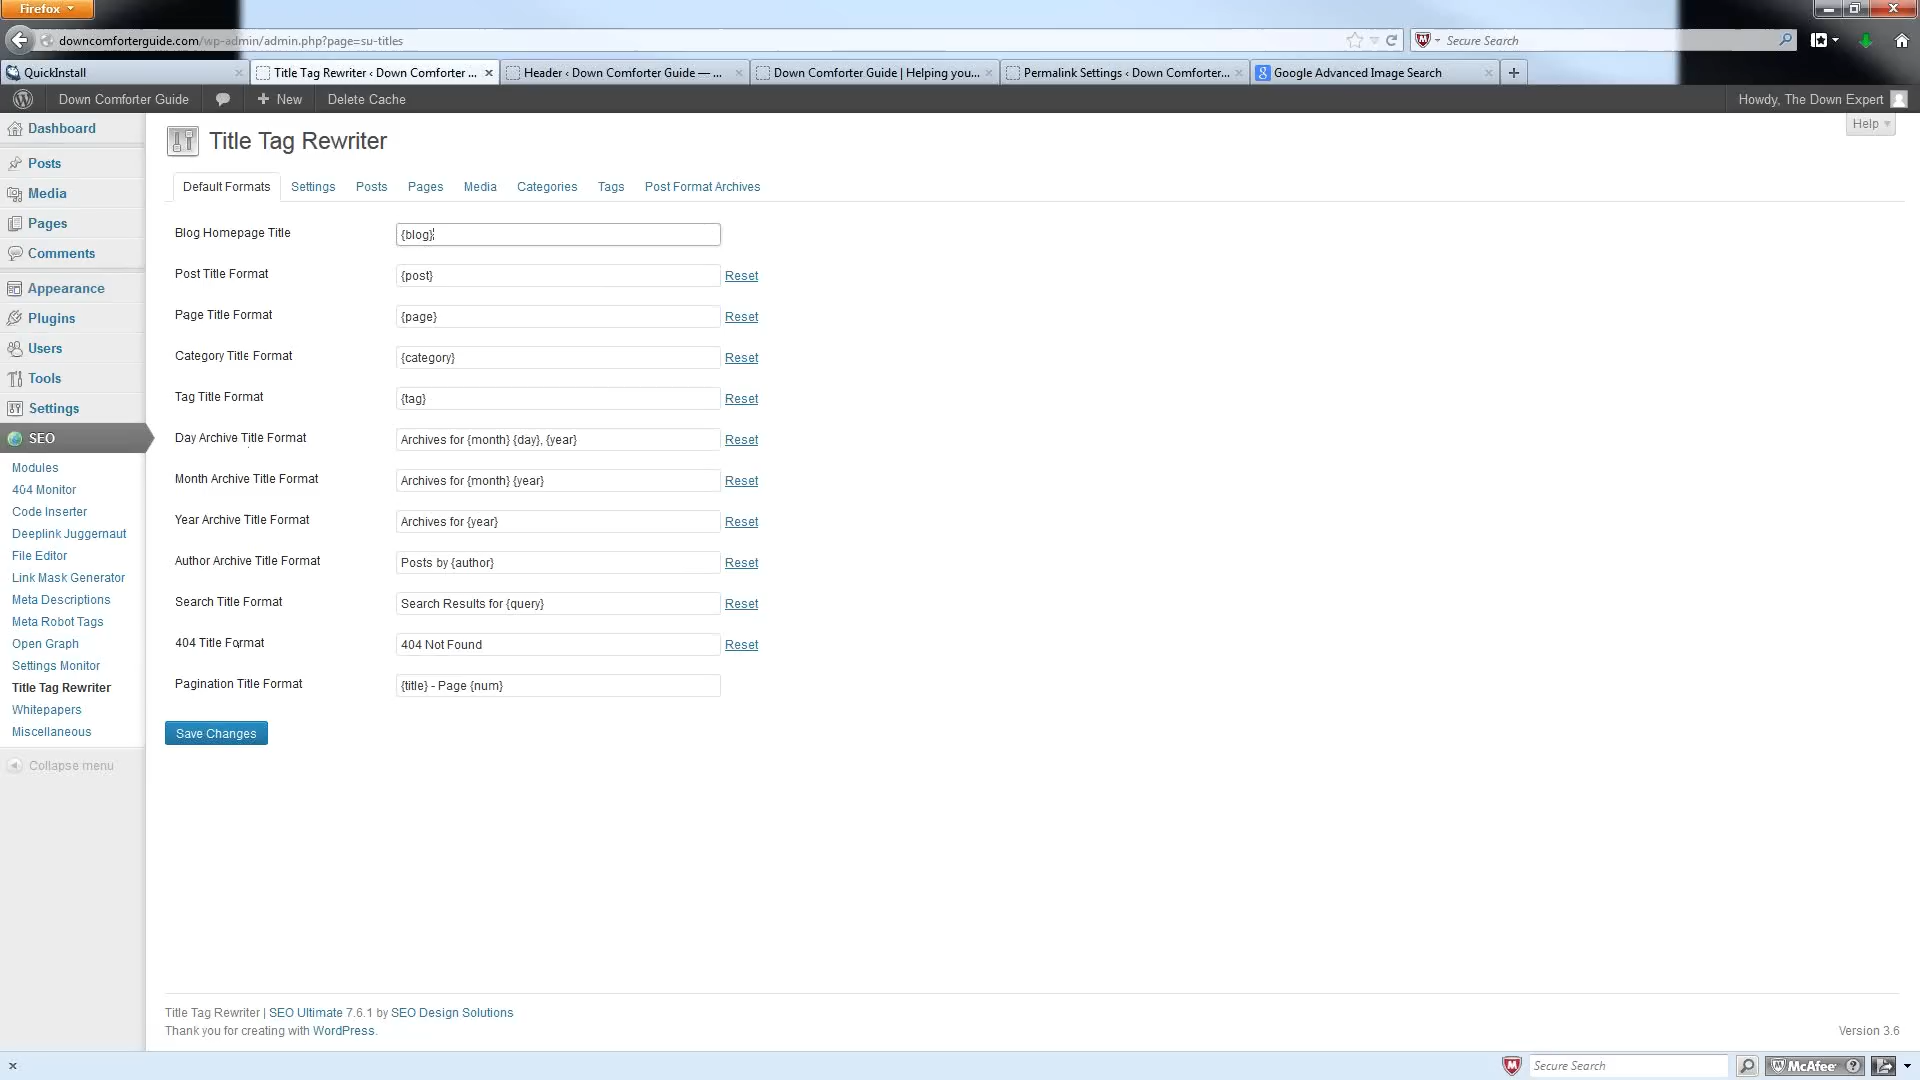 Firefox
downcomforterguide.com/wp-admin/admin.php?page=su-titles
Secure Search
QuickInstall
Title Tag Rewriter ‹ Down Comforter ...
Header ‹ Down Comforter Guide — ...
Down Comforter Guide | Helping you...
Permalink Settings ‹ Down Comforter...
Google Advanced Image Search
Down Comforter Guide
New
Delete Cache
Howdy, The Down Expert
Help
Dashboard
Posts
Media
Pages
Comments
Appearance
Plugins
Users
Tools
Settings
SEO
Modules
404 Monitor
Code Inserter
Deeplink Juggernaut
File Editor
Link Mask Generator
Meta Descriptions
Meta Robot Tags
Open Graph
Settings Monitor
Title Tag Rewriter
Whitepapers
Miscellaneous
Collapse menu
Title Tag Rewriter
Default Formats Settings Posts Pages Media Categories Tags Post Format Archives
Blog Homepage Title {blog}
Post Title Format {post} Reset
Page Title Format {page} Reset
Category Title Format {category} Reset
Tag Title Format {tag} Reset
Day Archive Title Format Archives for {month} {day}, {year} Reset
Month Archive Title Format Archives for {month} {year} Reset
Year Archive Title Format Archives for {year} Reset
Author Archive Title Format Posts by {author} Reset
Search Title Format Search Results for {query} Reset
404 Title Format 404 Not Found Reset
Pagination Title Format {title} - Page {num}
Save Changes
Title Tag Rewriter | SEO Ultimate 7.6.1 by SEO Design Solutions
Thank you for creating with WordPress.
Version 3.6
Secure Search
McAfee